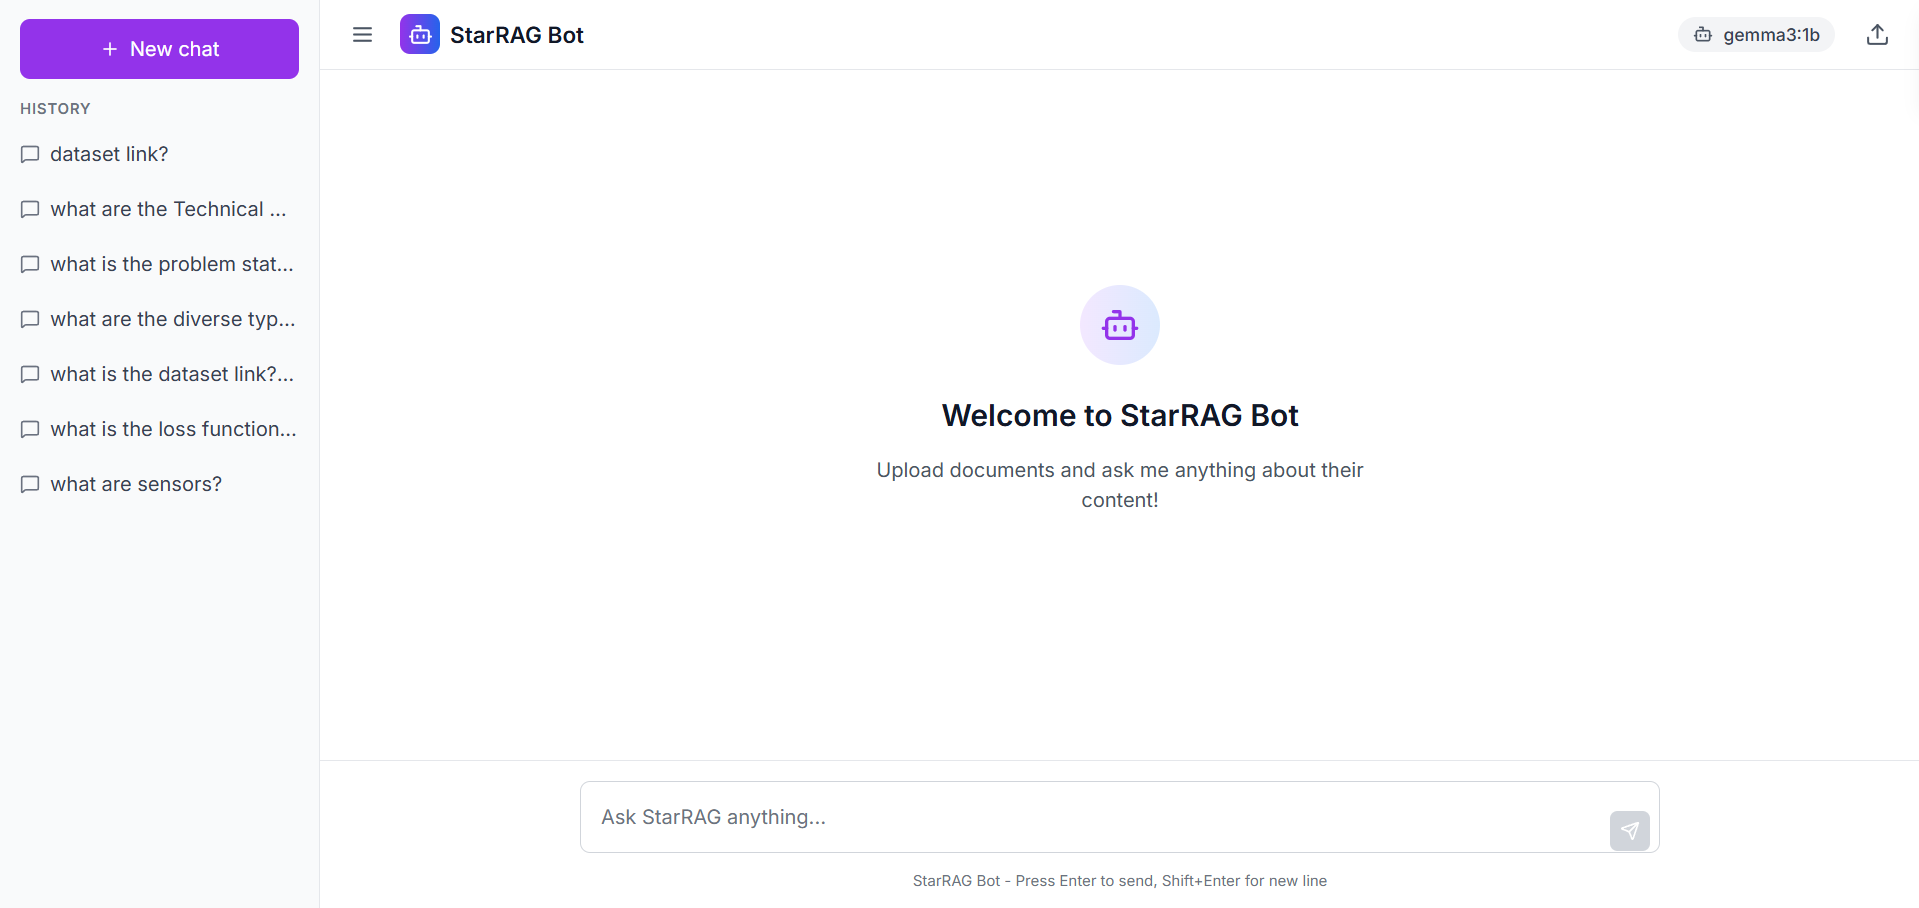 New chat
HISTORY
dataset link?
what are the Technical ...
what is the problem stat...
what are the diverse typ...
what is the dataset link?...
what is the loss function...
what are sensors?
StarRAG Bot
gemma3:1b
Welcome to StarRAG Bot
Upload documents and ask me anything about their
content!
Ask StarRAG anything...
StarRAG Bot - Press Enter to send, Shift+Enter for new line